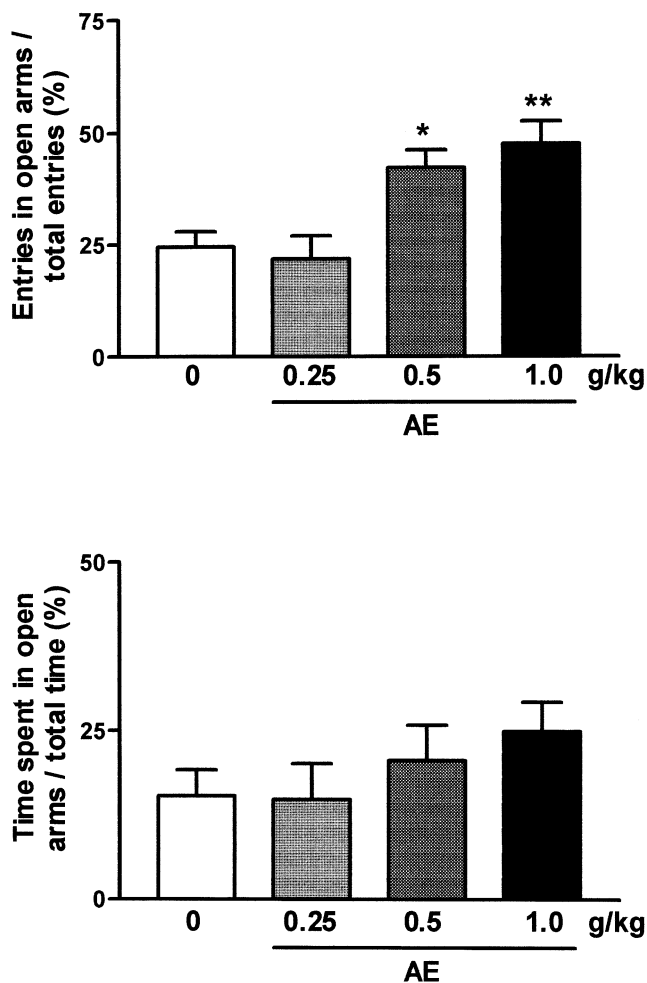 Entries in open arms /
total entries (%)
75
50
25
0
*
**
0 0.25 0.5 1.0 g/kg
AE
Time spent in open
arms / total time (%)
50
25
0
0 0.25 0.5 1.0 g/kg
AE